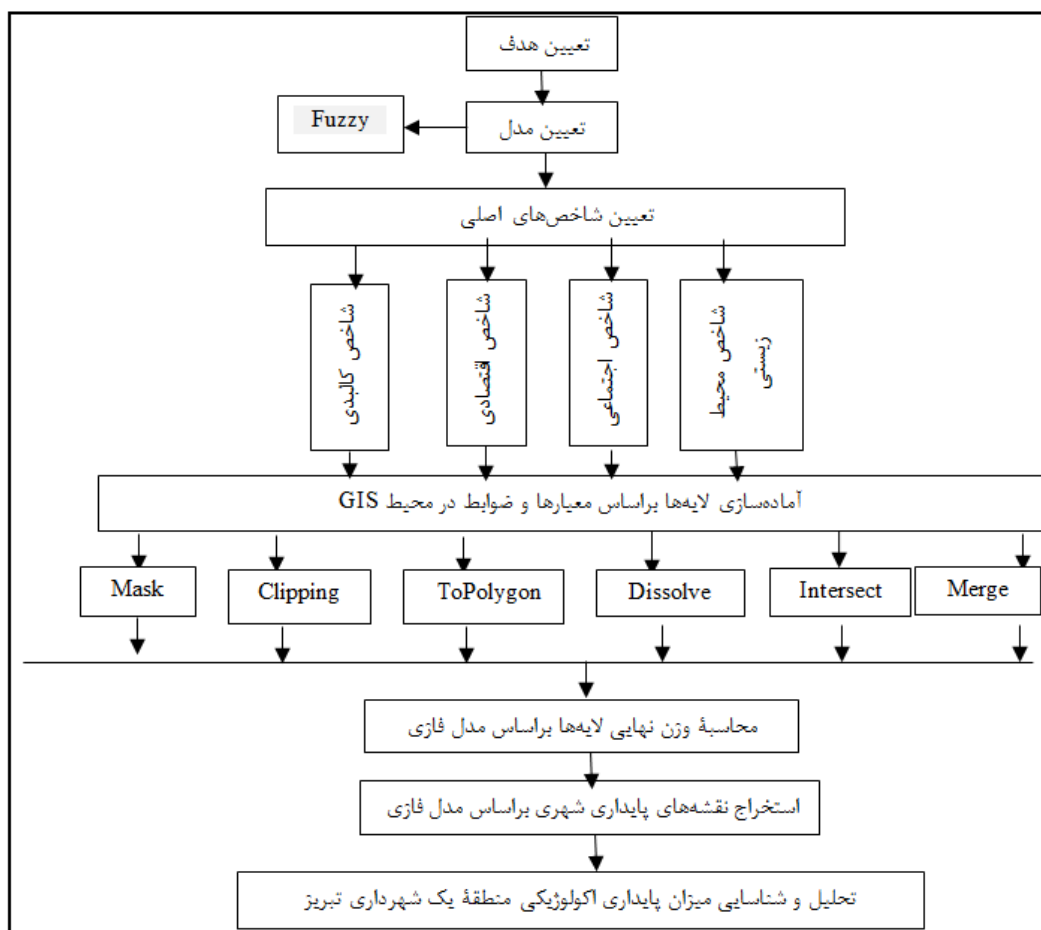 تعیین هدف
تعیین مدل
Fuzzy
تعیین شاخص‌های اصلی
شاخص محیط
زیستی
شاخص اجتماعی
شاخص اقتصادی
شاخص کالبدی
آماده‌سازی لایه‌ها براساس معیارها و ضوابط در محیط GIS
Mask
Clipping
ToPolygon
Dissolve
Intersect
Merge
محاسبهٔ وزن نهایی لایه‌ها براساس مدل فازی
استخراج نقشه‌های پایداری شهری براساس مدل فازی
تحلیل و شناسایی میزان پایداری اکولوژیکی منطقهٔ یک شهرداری تبریز